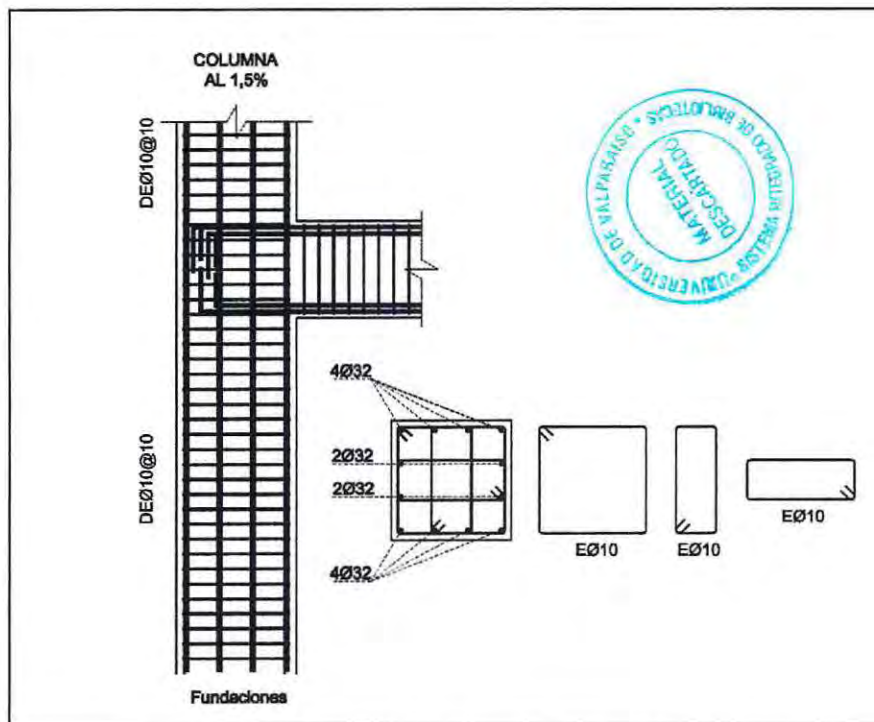 COLUMNA
AL 1,5%
DEØ10@10
DEØ10@10
4Ø32
2Ø32
2Ø32
4Ø32
EØ10
EØ10
EØ10
Fundaciones
UNIVERSIDAD DE VALPARAISO * SISTEMA INTEGRADO DE BIBLIOTECAS *
MATERIAL
DESCARTADO